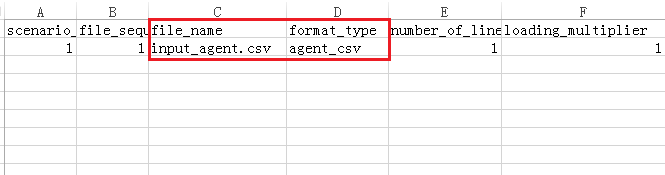 A B C D E F
scenario_ file_sequ file_name format_type number_of_line loading_multiplier
1 1 input_agent.csv agent_csv 1 1